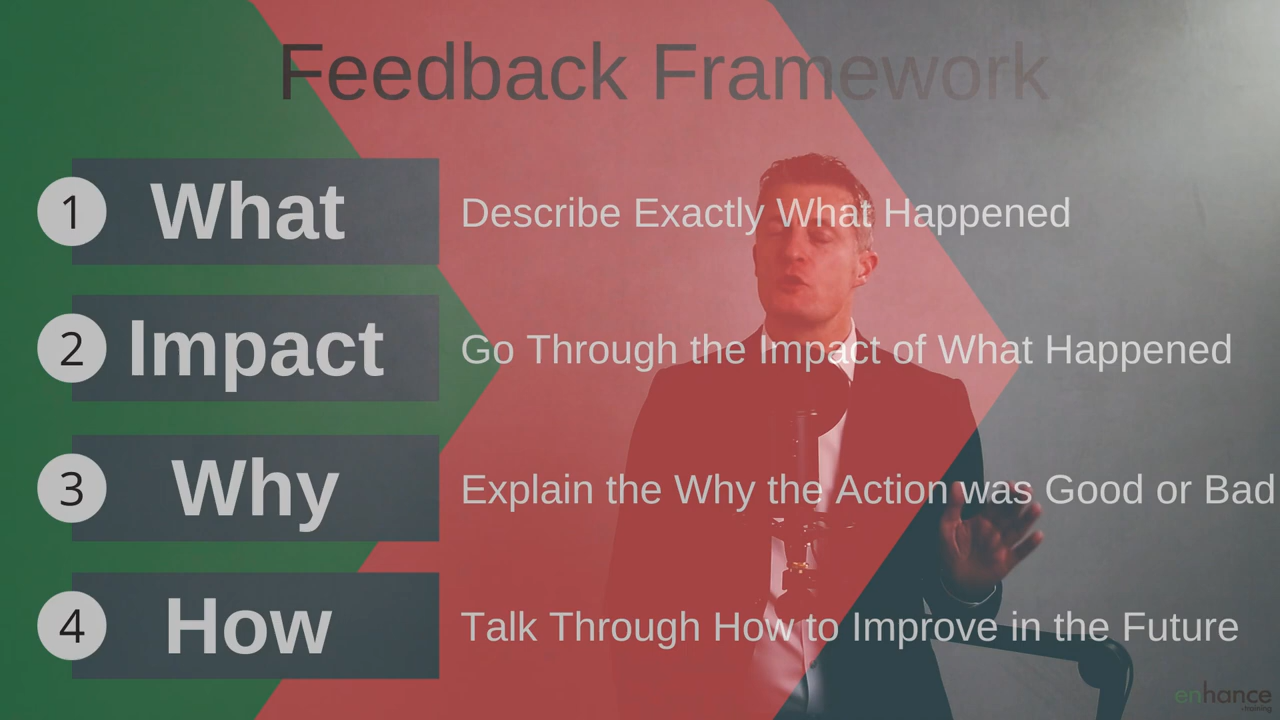 Feedback Framework
1 What Describe Exactly What Happened
2 Impact Go Through the Impact of What Happened
3 Why Explain the Why the Action was Good or Bad
4 How Talk Through How to Improve in the Future
enhance
training